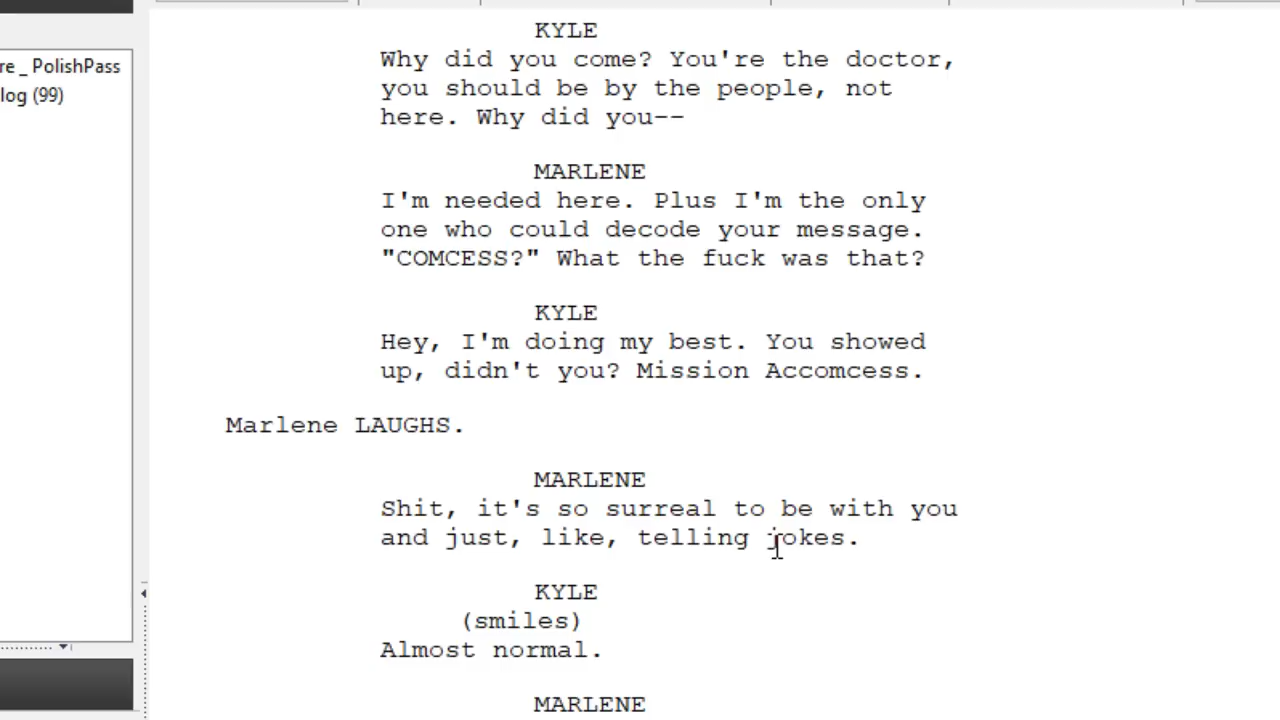 re _ PolishPass
log (99)
KYLE
Why did you come? You're the doctor,
you should be by the people, not
here. Why did you--
MARLENE
I'm needed here. Plus I'm the only
one who could decode your message.
"COMCESS?" What the fuck was that?
KYLE
Hey, I'm doing my best. You showed
up, didn't you? Mission Accomcess.
Marlene LAUGHS.
MARLENE
Shit, it's so surreal to be with you
and just, like, telling jokes.
KYLE
(smiles)
Almost normal.
MARLENE